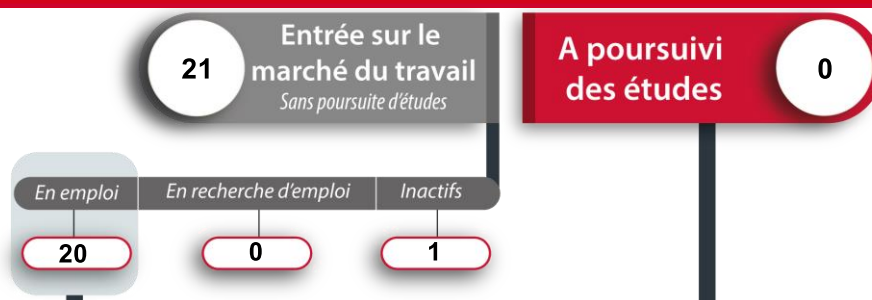 21
Entrée sur le
marché du travail
Sans poursuite d'études
A poursuivi
des études
0
En emploi
En recherche d'emploi
Inactifs
20
0
1